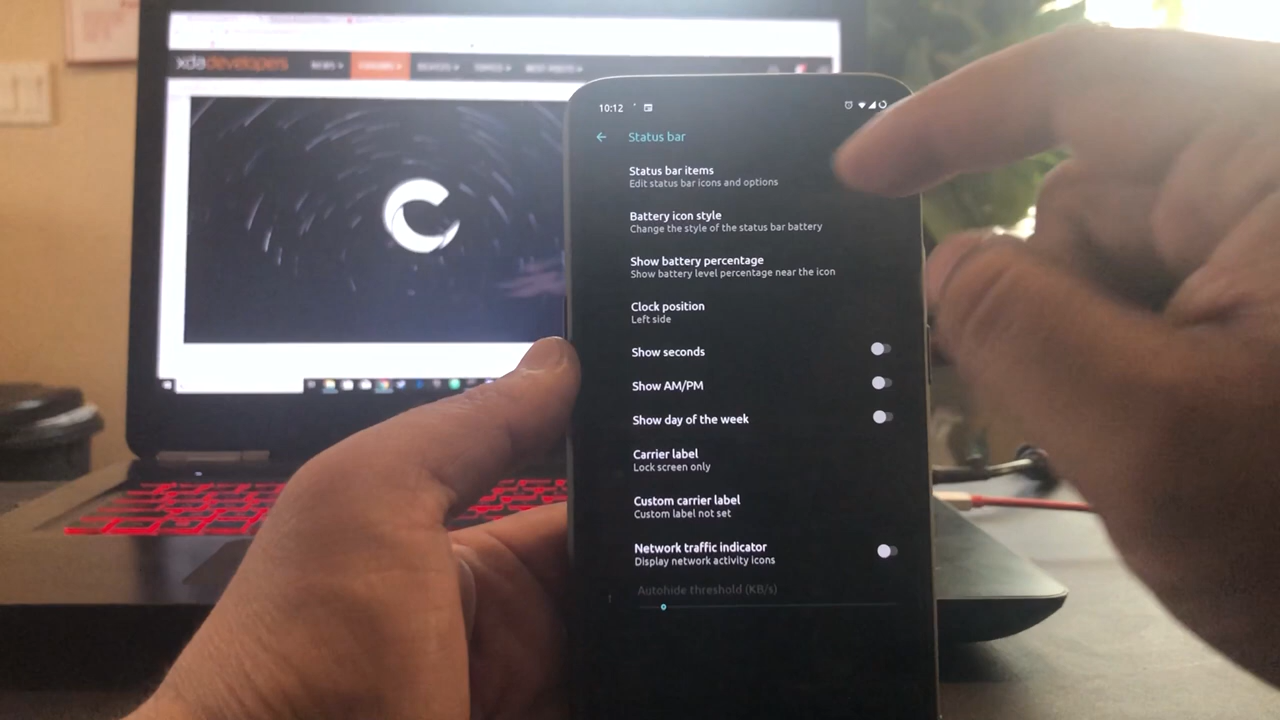 xdadevelopers
NEWS
FORUMS
10:12
Status bar
Status bar items
Edit status bar icons and options
Battery icon style
Change the style of the status bar battery
Show battery percentage
Show battery level percentage near the icon
Clock position
Left side
Show seconds
Show AM/PM
Show day of the week
Carrier label
Lock screen only
Custom carrier label
Custom label not set
Network traffic indicator
Display network activity icons
Autohide threshold (KB/s)